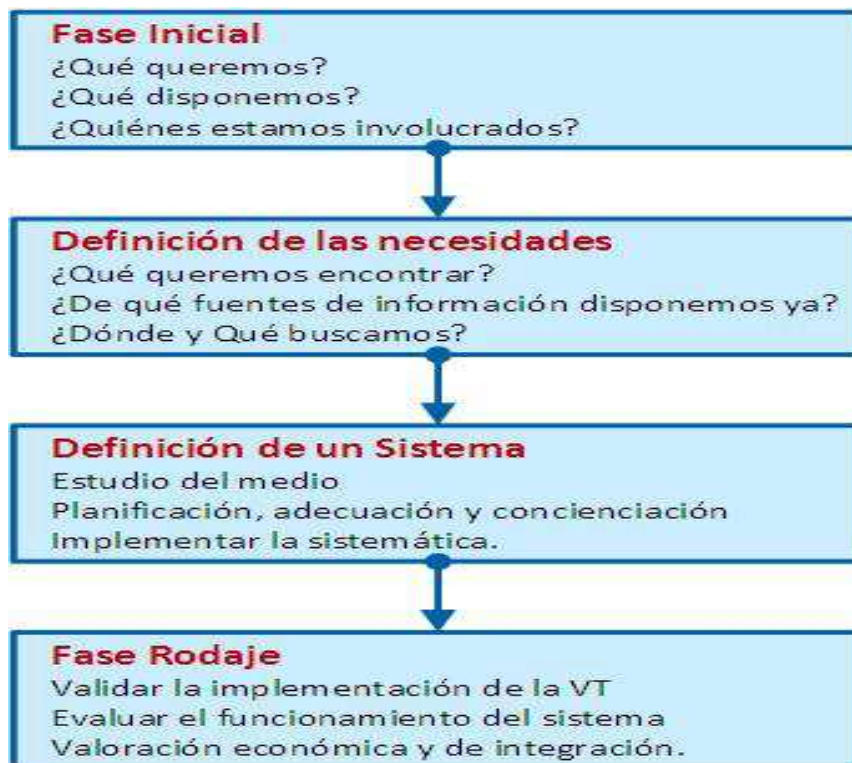 Fase Inicial
¿Qué queremos?
¿Qué disponemos?
¿Quiénes estamos involucrados?
Definición de las necesidades
¿Qué queremos encontrar?
¿De qué fuentes de información disponemos ya?
¿Dónde y Qué buscamos?
Definición de un Sistema
Estudio del medio
Planificación, adecuación y concienciación
Implementar la sistemática.
Fase Rodaje
Validar la implementación de la VT
Evaluar el funcionamiento del sistema
Valoración económica y de integración.